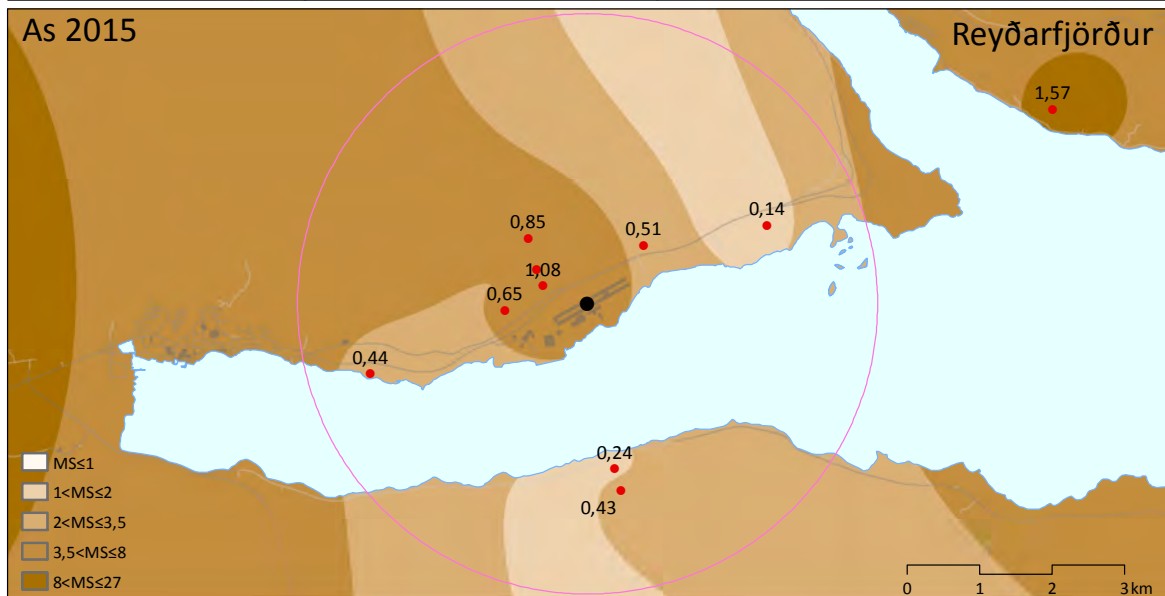 As 2015
Reyðarfjörður
1,57
0,14
0,85
0,51
1,08
0,65
0,44
0,24
0,43
MS≤1
1<MS≤2
2<MS≤3,5
3,5<MS≤8
8<MS≤27
0 1 2 3 km